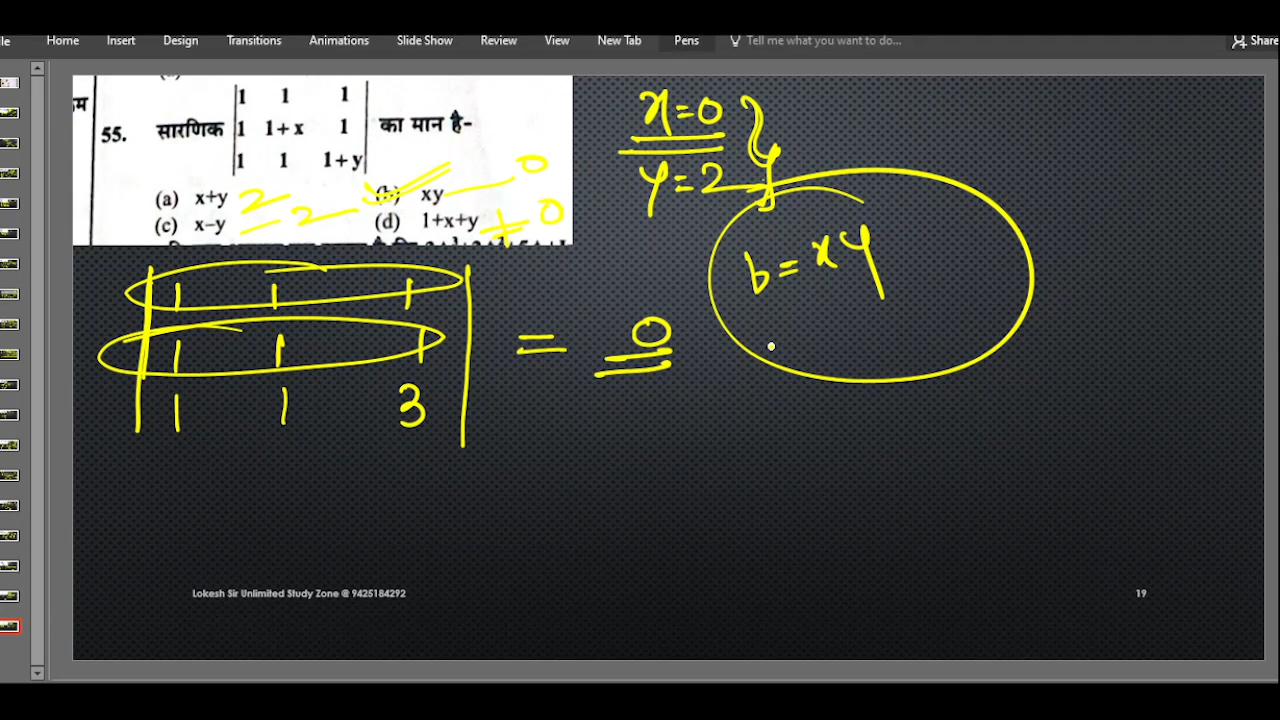 le Home Insert Design Transitions Animations Slide Show Review View New Tab Pens Tell me what you want to do... Share
55. सारणिक |1 1 1| का मान है-
|1 1+x 1|
|1 1 1+y|
(a) x+y 2 (b) xy 0
(c) x-y 2 (d) 1+x+y ≠ 0
x=0
y=2
b = xy
1 1 1
1 1 1 = 0
1 1 3
Lokesh Sir Unlimited Study Zone @ 9425184292 19